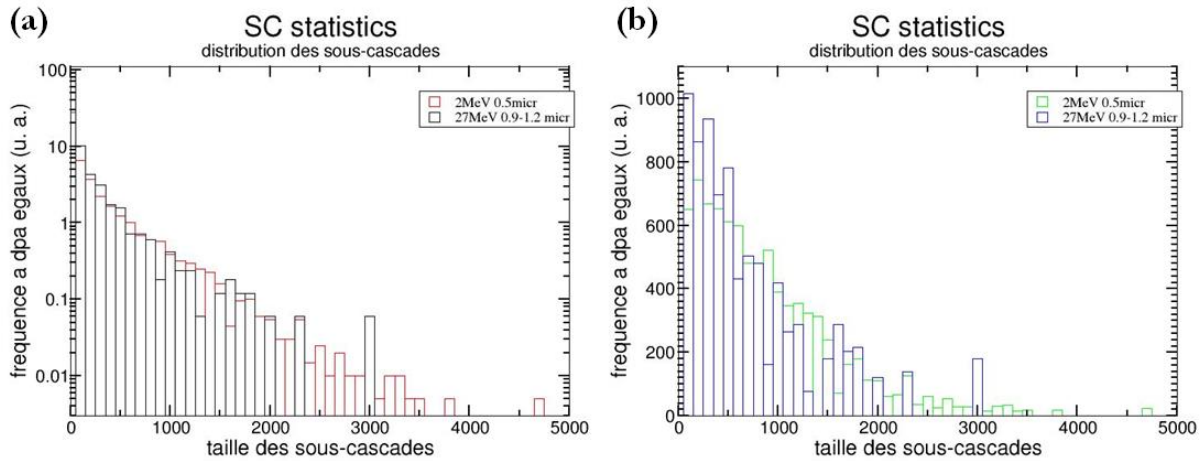 (a)
SC statistics
distribution des sous-cascades
100
10
1
0.1
0.01
frequence a dpa egaux (u. a.)
2MeV 0.5micr
27MeV 0.9-1.2 micr
0 1000 2000 3000 4000 5000
taille des sous-cascades
(b)
SC statistics
distribution des sous-cascades
1000
800
600
400
200
0
frequence a dpa egaux (u. a.)
2MeV 0.5micr
27MeV 0.9-1.2 micr
0 1000 2000 3000 4000 5000
taille des sous-cascades